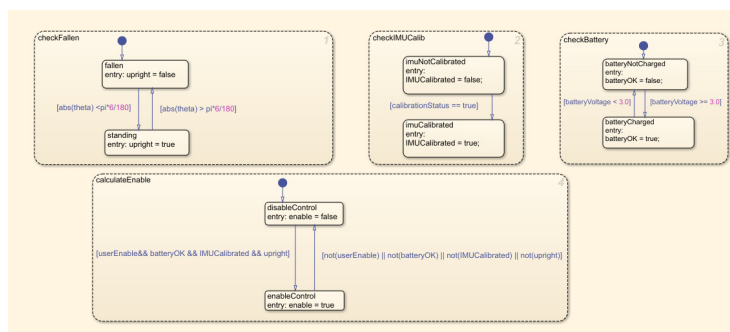 checkFallen
1
fallen
entry: upright = false
[abs(theta) <pi*6/180]
[abs(theta) > pi*6/180]
standing
entry: upright = true
checkIMUCalib
2
imuNotCalibrated
entry:
IMUCalibrated = false;
[calibrationStatus == true]
imuCalibrated
entry:
IMUCalibrated = true;
checkBattery
3
batteryNotCharged
entry:
batteryOK = false;
[batteryVoltage < 3.0]
[batteryVoltage >= 3.0]
batteryCharged
entry:
batteryOK = true;
calculateEnable
4
disableControl
entry: enable = false
[userEnable&& batteryOK && IMUCalibrated && upright]
[not(userEnable) || not(batteryOK) || not(IMUCalibrated) || not(upright)]
enableControl
entry: enable = true